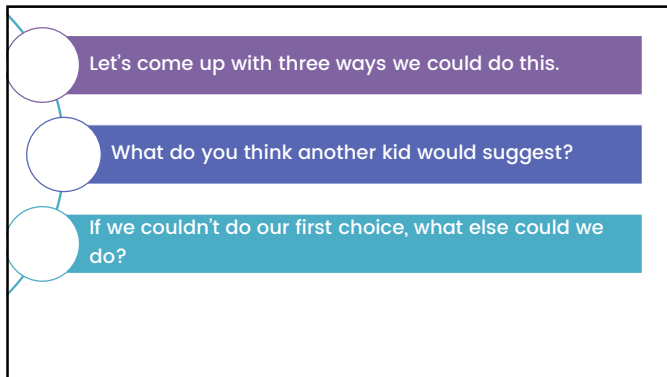 Let's come up with three ways we could do this.
What do you think another kid would suggest?
If we couldn't do our first choice, what else could we
do?